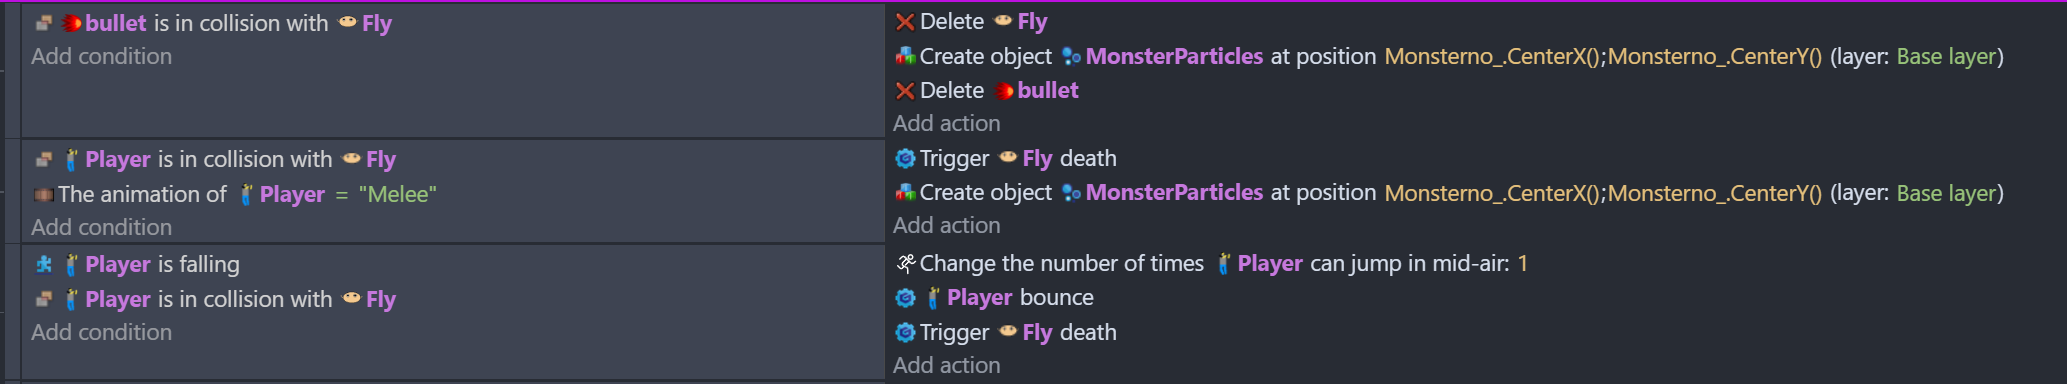 bullet is in collision with Fly
Add condition
Delete Fly
Create object MonsterParticles at position Monsterno_.CenterX();Monsterno_.CenterY() (layer: Base layer)
Delete bullet
Add action
Player is in collision with Fly
The animation of Player = "Melee"
Add condition
Trigger Fly death
Create object MonsterParticles at position Monsterno_.CenterX();Monsterno_.CenterY() (layer: Base layer)
Add action
Player is falling
Player is in collision with Fly
Add condition
Change the number of times Player can jump in mid-air: 1
Player bounce
Trigger Fly death
Add action